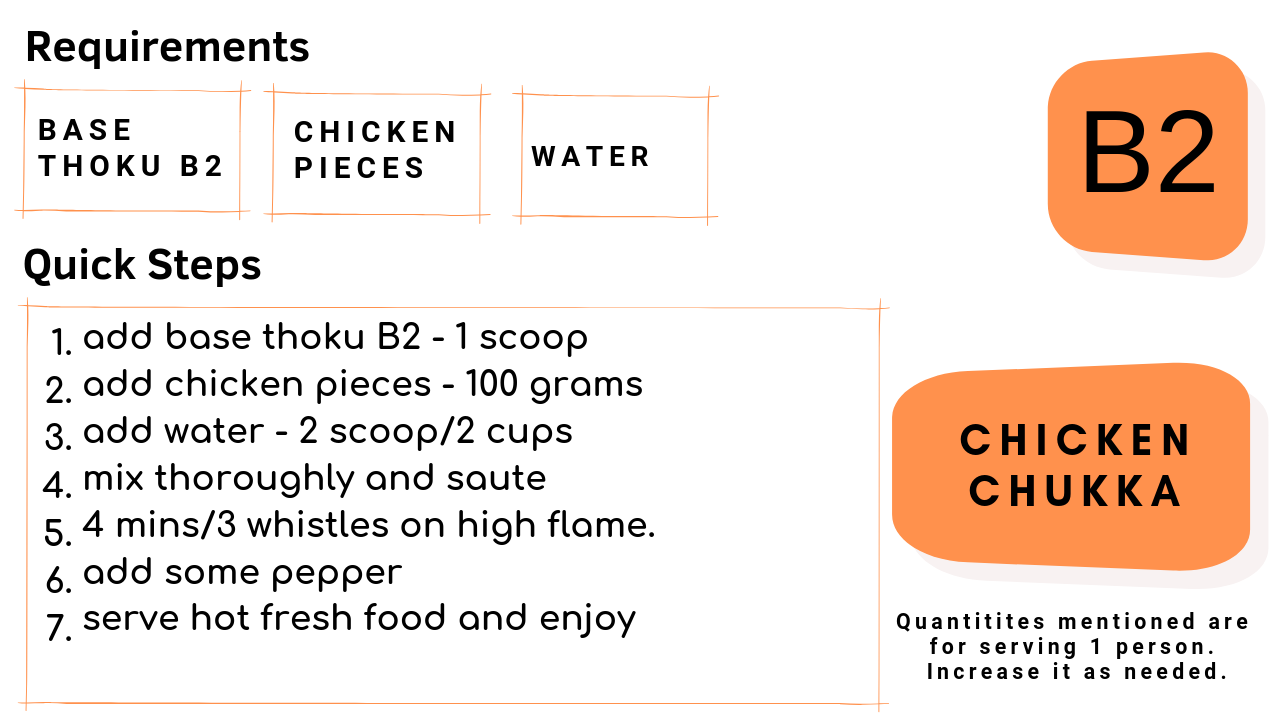 Requirements
BASE
THOKU B2
CHICKEN
PIECES
WATER
B2
Quick Steps
1. add base thoku B2 - 1 scoop
2. add chicken pieces - 100 grams
3. add water - 2 scoop/2 cups
4. mix thoroughly and saute
5. 4 mins/3 whistles on high flame.
6. add some pepper
7. serve hot fresh food and enjoy
CHICKEN
CHUKKA
Quantitites mentioned are
for serving 1 person.
Increase it as needed.